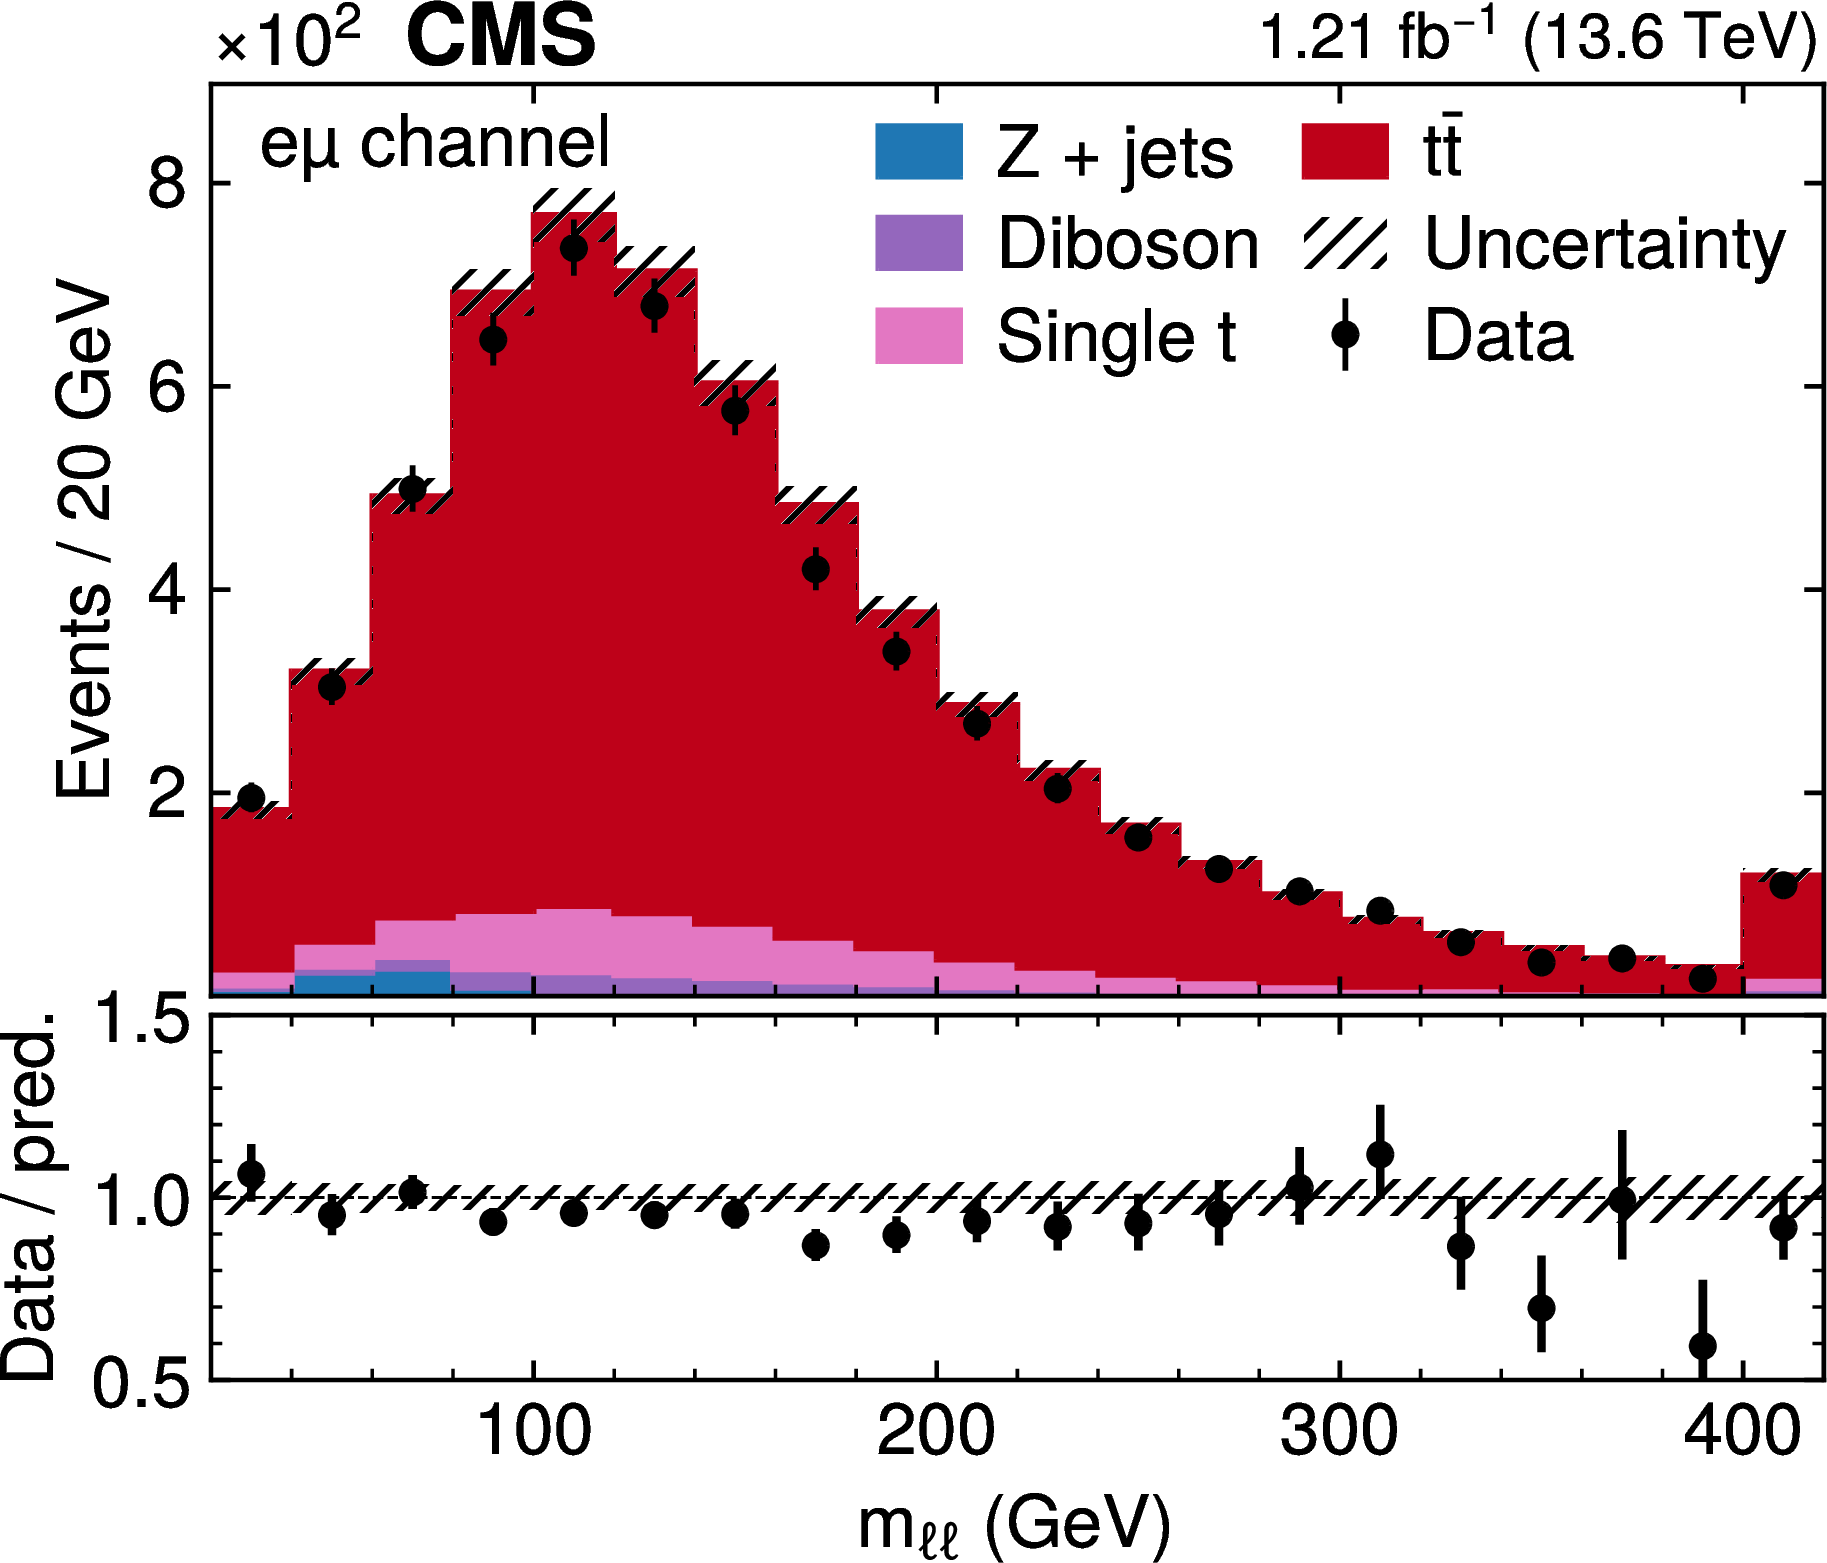 ×10² CMS 1.21 fb⁻¹ (13.6 TeV)
eμ channel
Z + jets
tt̄
Diboson
Uncertainty
Single t
Data
Events / 20 GeV
8
6
4
2
Data / pred.
1.5
1.0
0.5
100 200 300 400
mℓℓ (GeV)